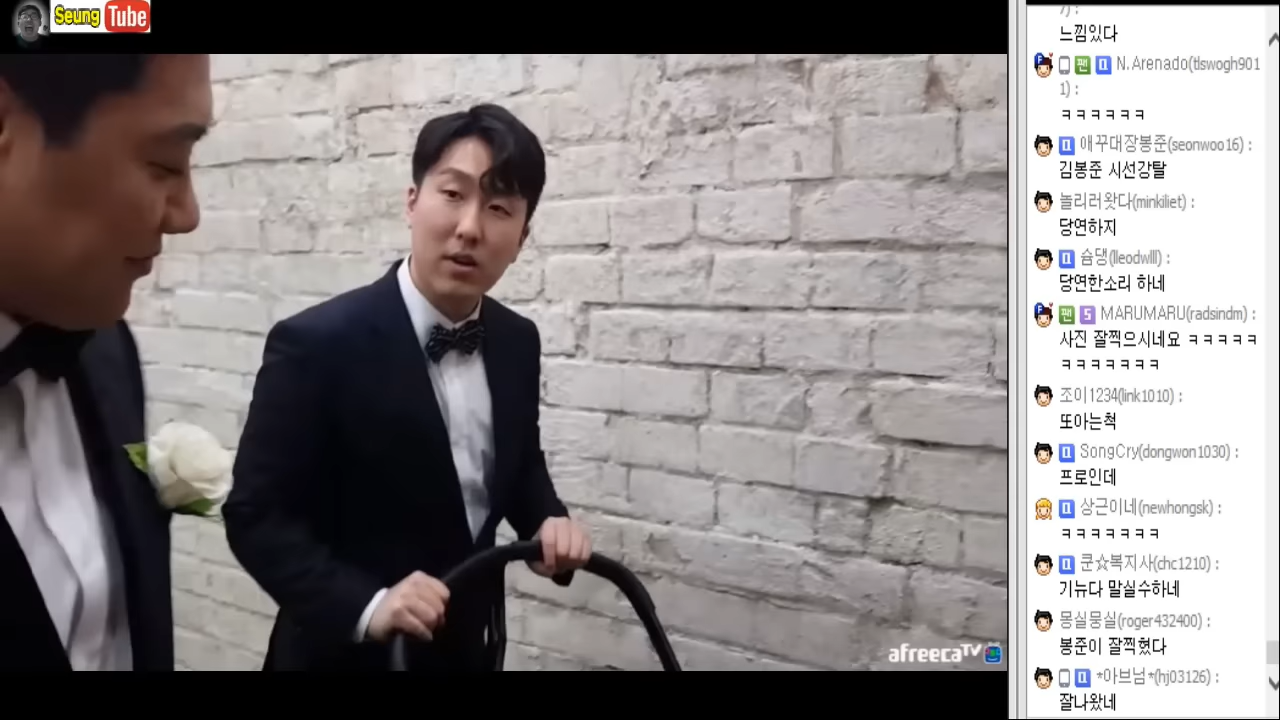 Seung Tube
afreecaTV
느낌있다
N.Arenado(tlswogh901
1) :
ㅋㅋㅋㅋㅋㅋ
애꾸대장봉준(seonwoo16) :
김봉준 시선강탈
놀리러왓다(minkiliet) :
당연하지
슘댕(lleodwlll) :
당연한소리 하네
MARUMARU(radsindm) :
사진 잘찍으시네요 ㅋㅋㅋㅋㅋ
ㅋㅋㅋㅋㅋㅋㅋ
조이1234(link1010) :
또아는척
SongCry(dongwon1030) :
프로인데
상근이네(newhongsk) :
ㅋㅋㅋㅋㅋㅋㅋ
쿤☆복지사(chc1210) :
기뉴다 말실수하네
몽실뭉실(roger432400) :
봉준이 잘찍혔다
*아브넘*(hj03126) :
잘나왔네